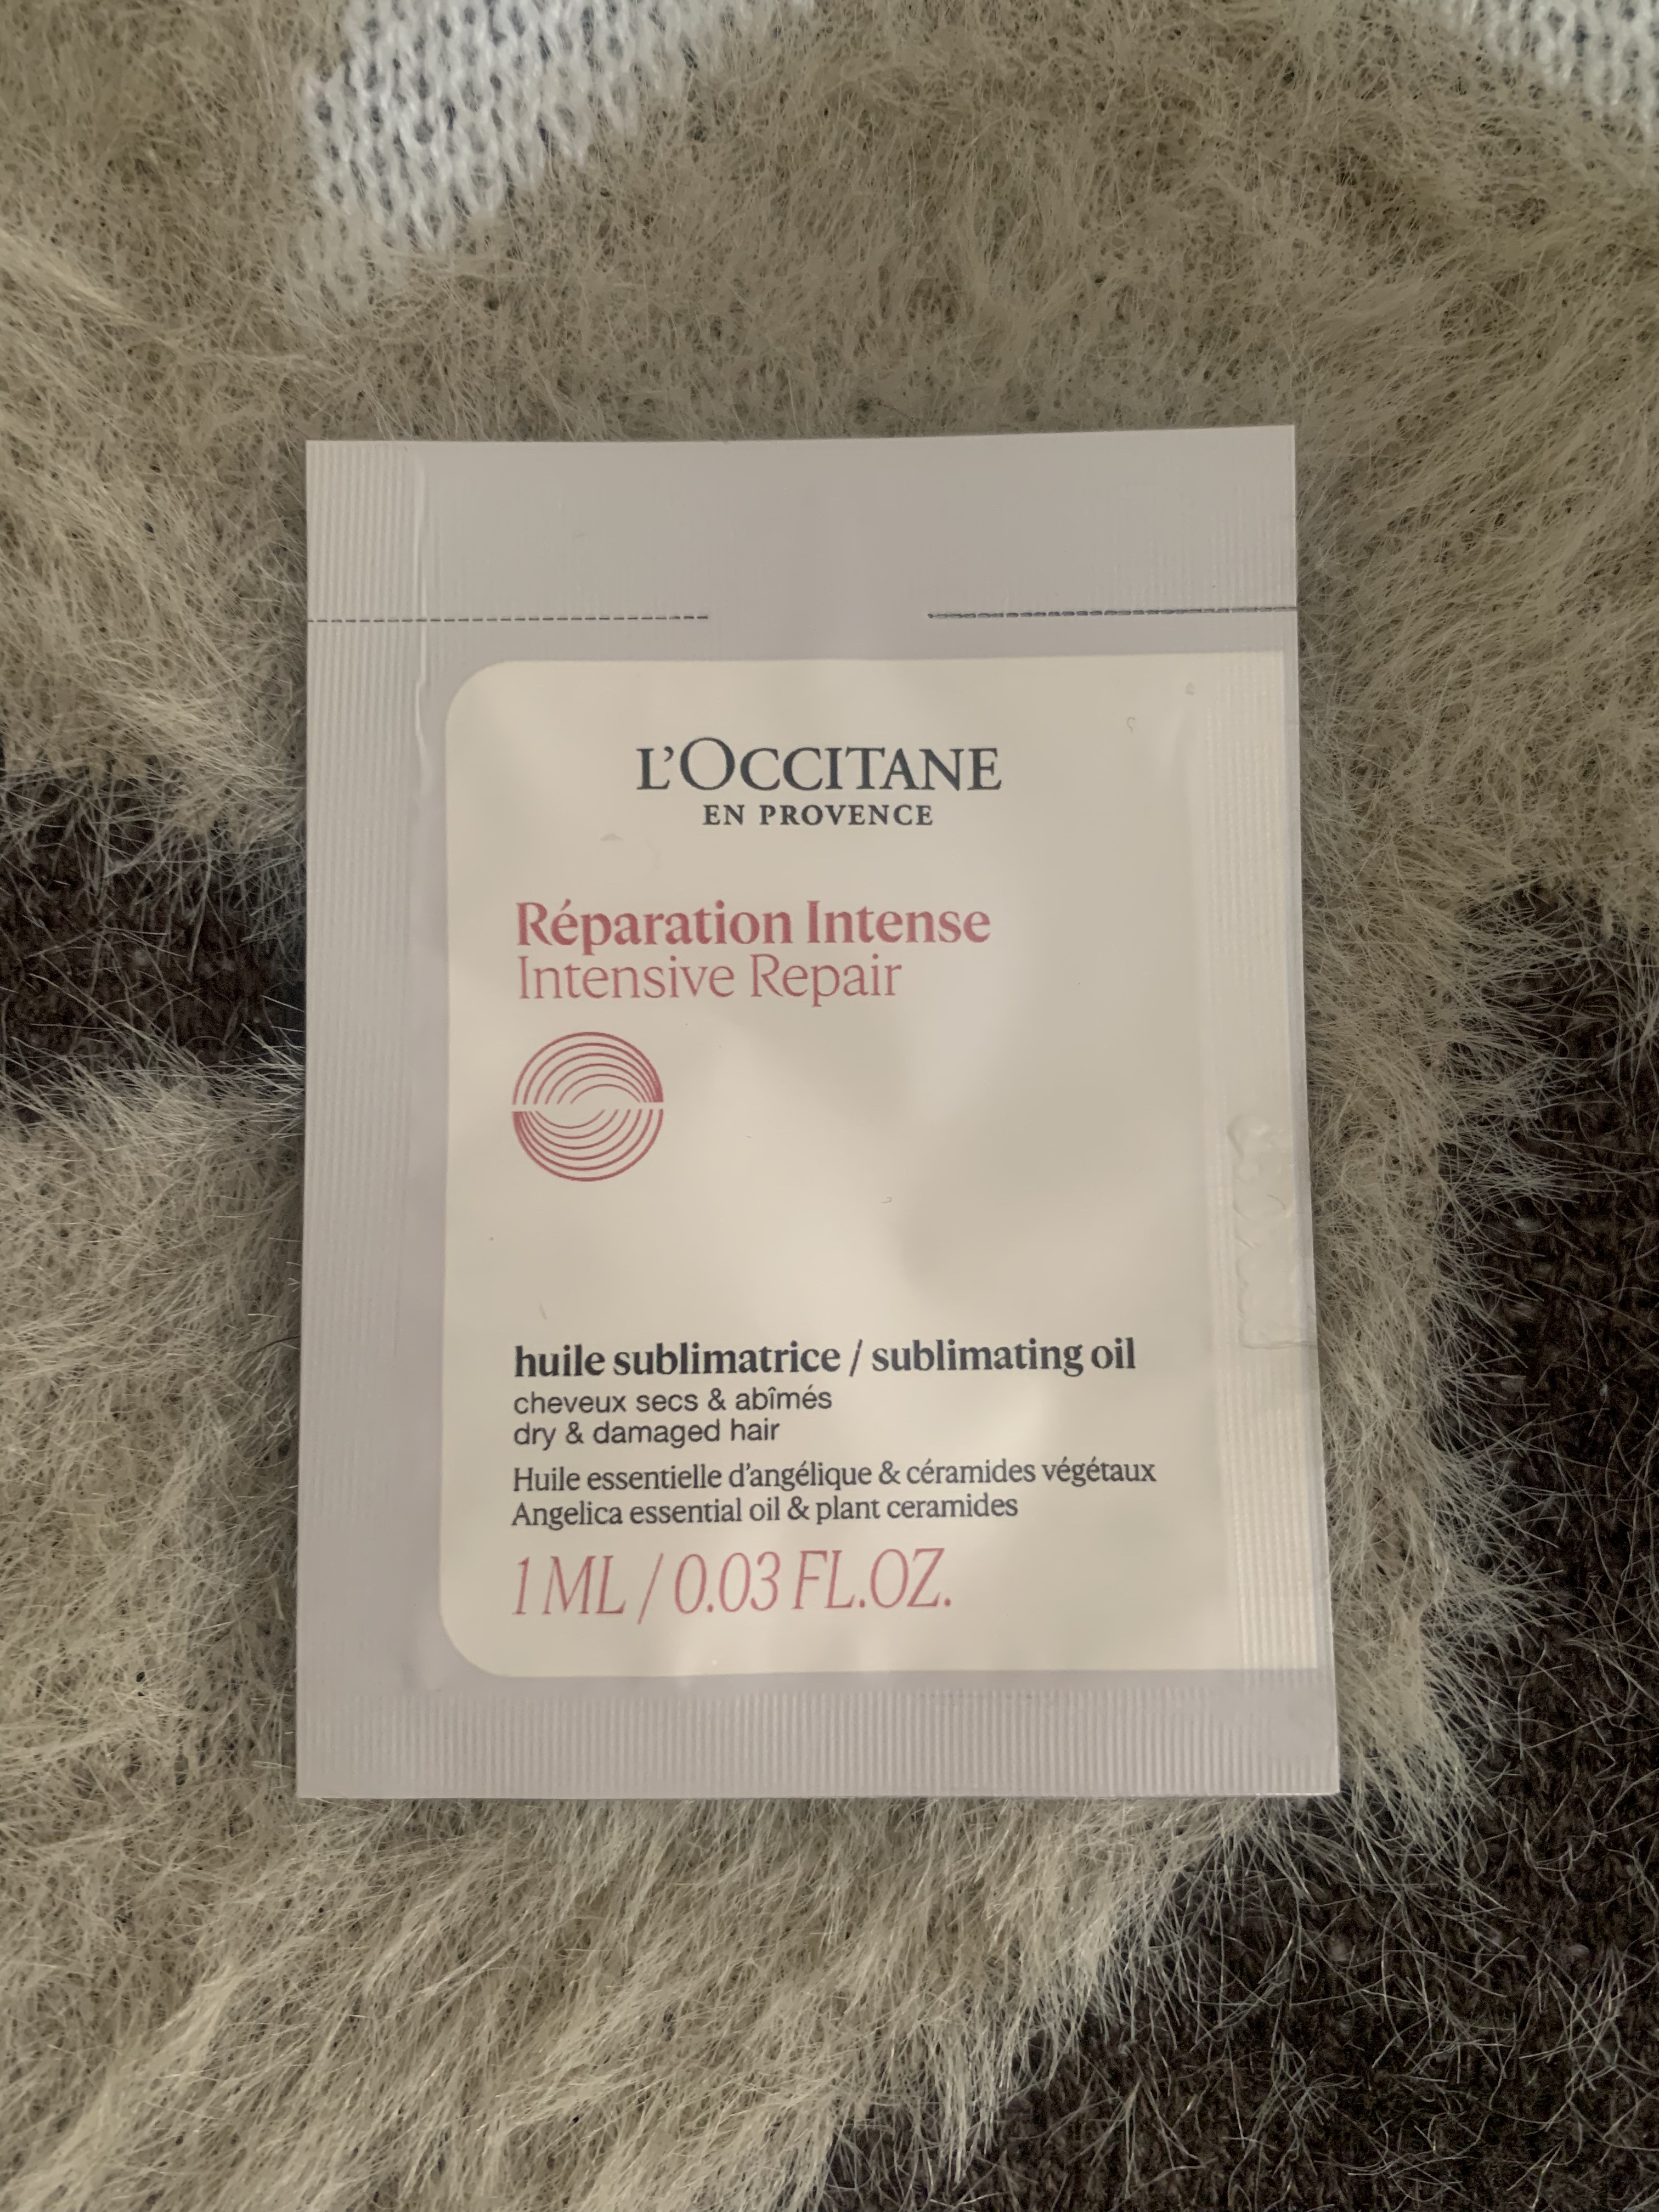 L'OCCITANE
EN PROVENCE
Réparation Intense
Intensive Repair
huile sublimatrice / sublimating oil
cheveux secs & abîmés
dry & damaged hair
Huile essentielle d'angélique & céramides végétaux
Angelica essential oil & plant ceramides
1 ML / 0.03 FL.OZ.